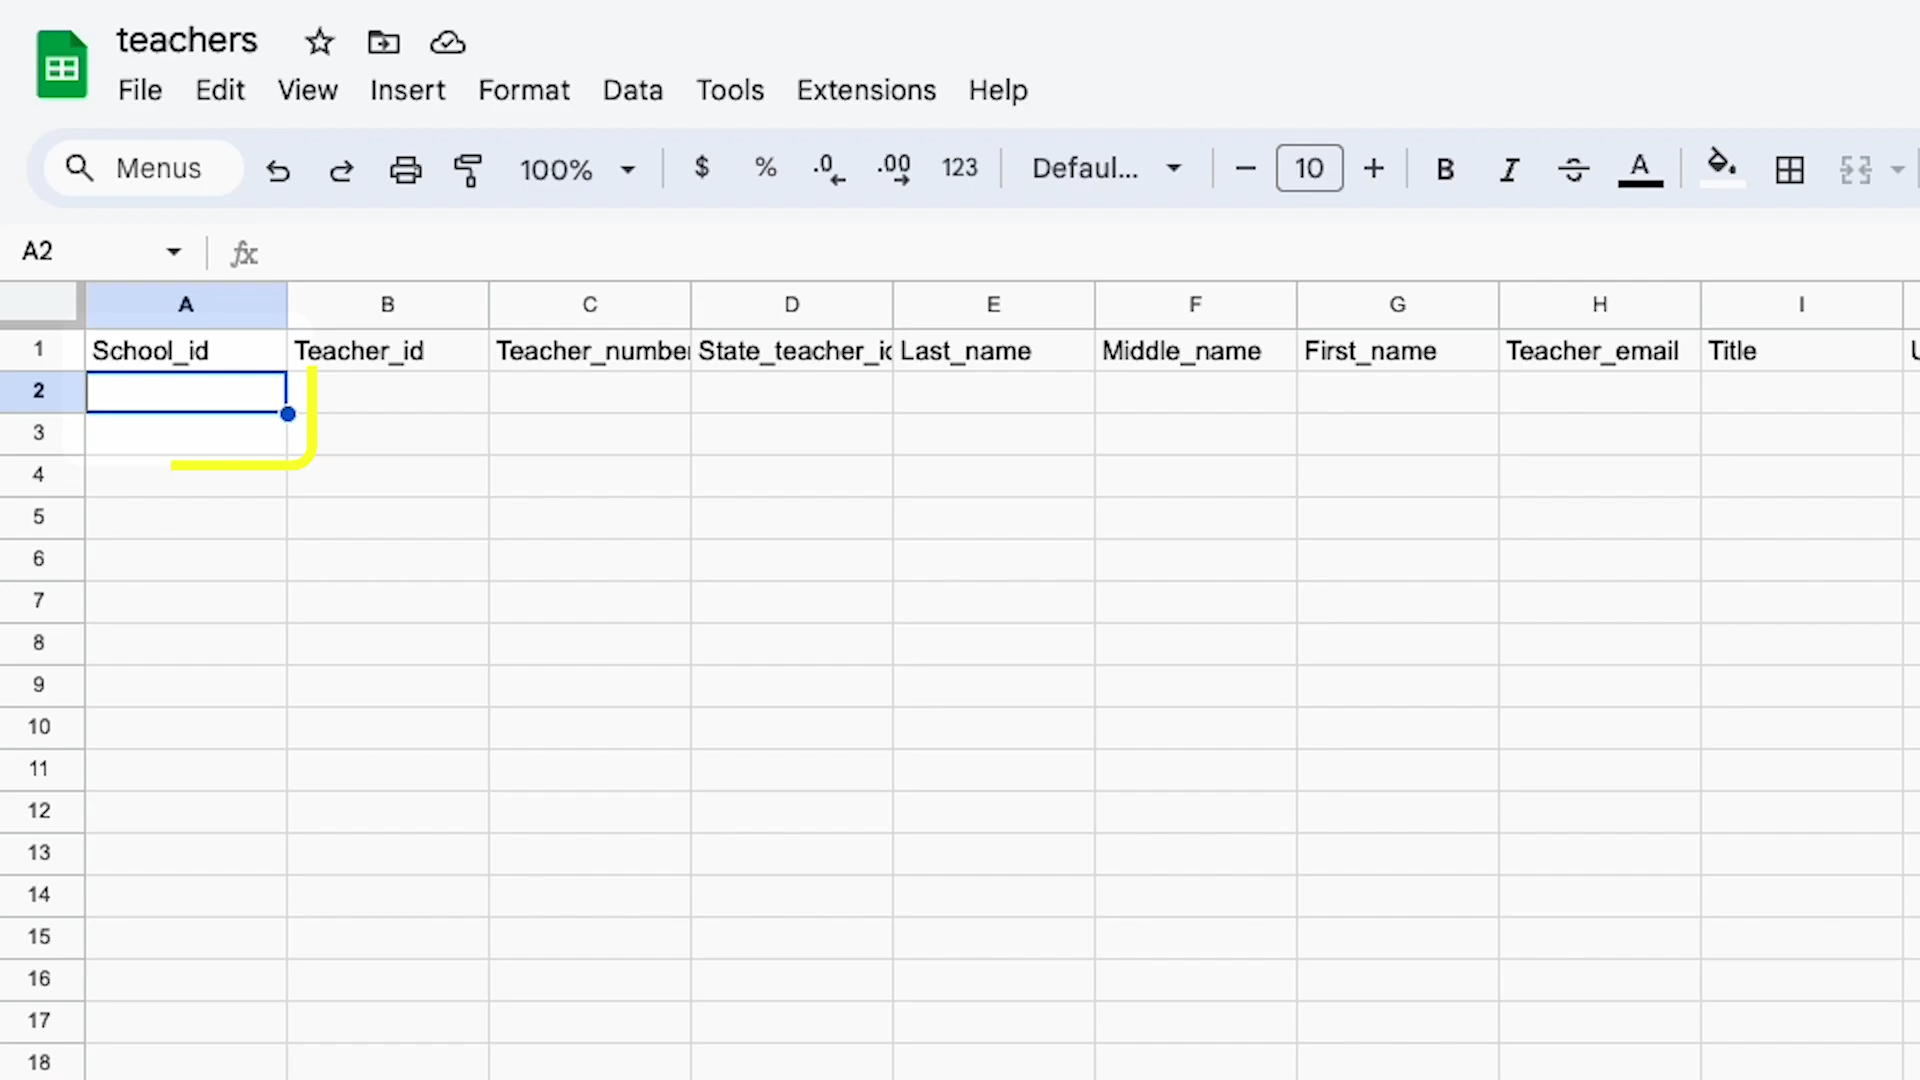 teachers
File Edit View Insert Format Data Tools Extensions Help
Menus 100% $ % .0 .00 123 Defaul... 10 B I A
A2 fx
A B C D E F G H I
1 School_id Teacher_id Teacher_number State_teacher_id Last_name Middle_name First_name Teacher_email Title
2
3
4
5
6
7
8
9
10
11
12
13
14
15
16
17
18